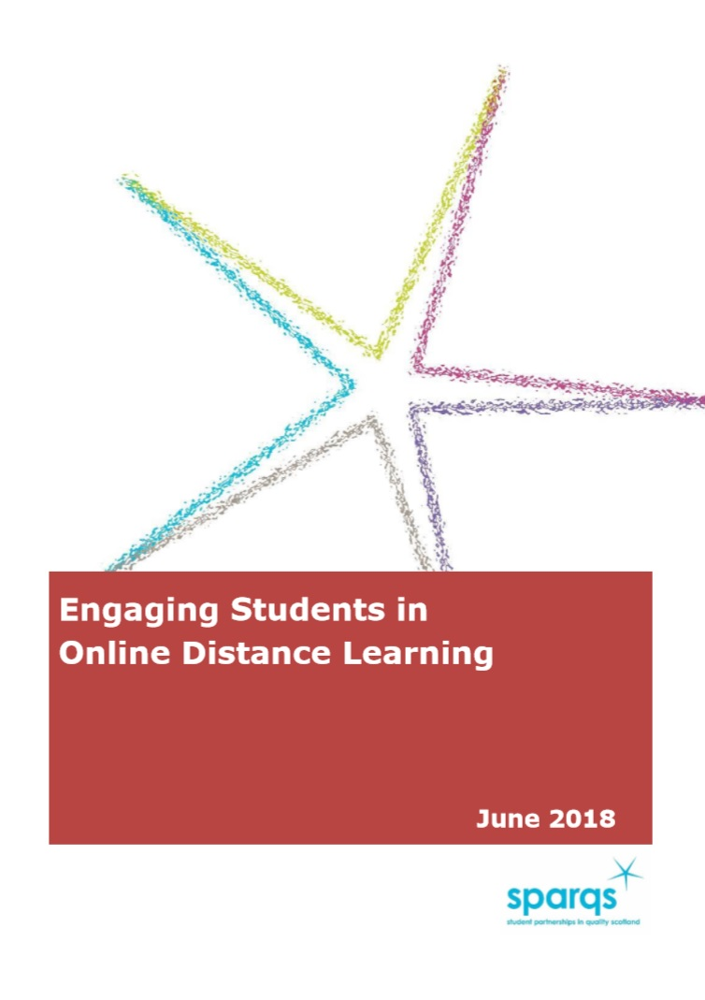 Engaging Students in
Online Distance Learning
June 2018
sparqs
student partnerships in quality scotland